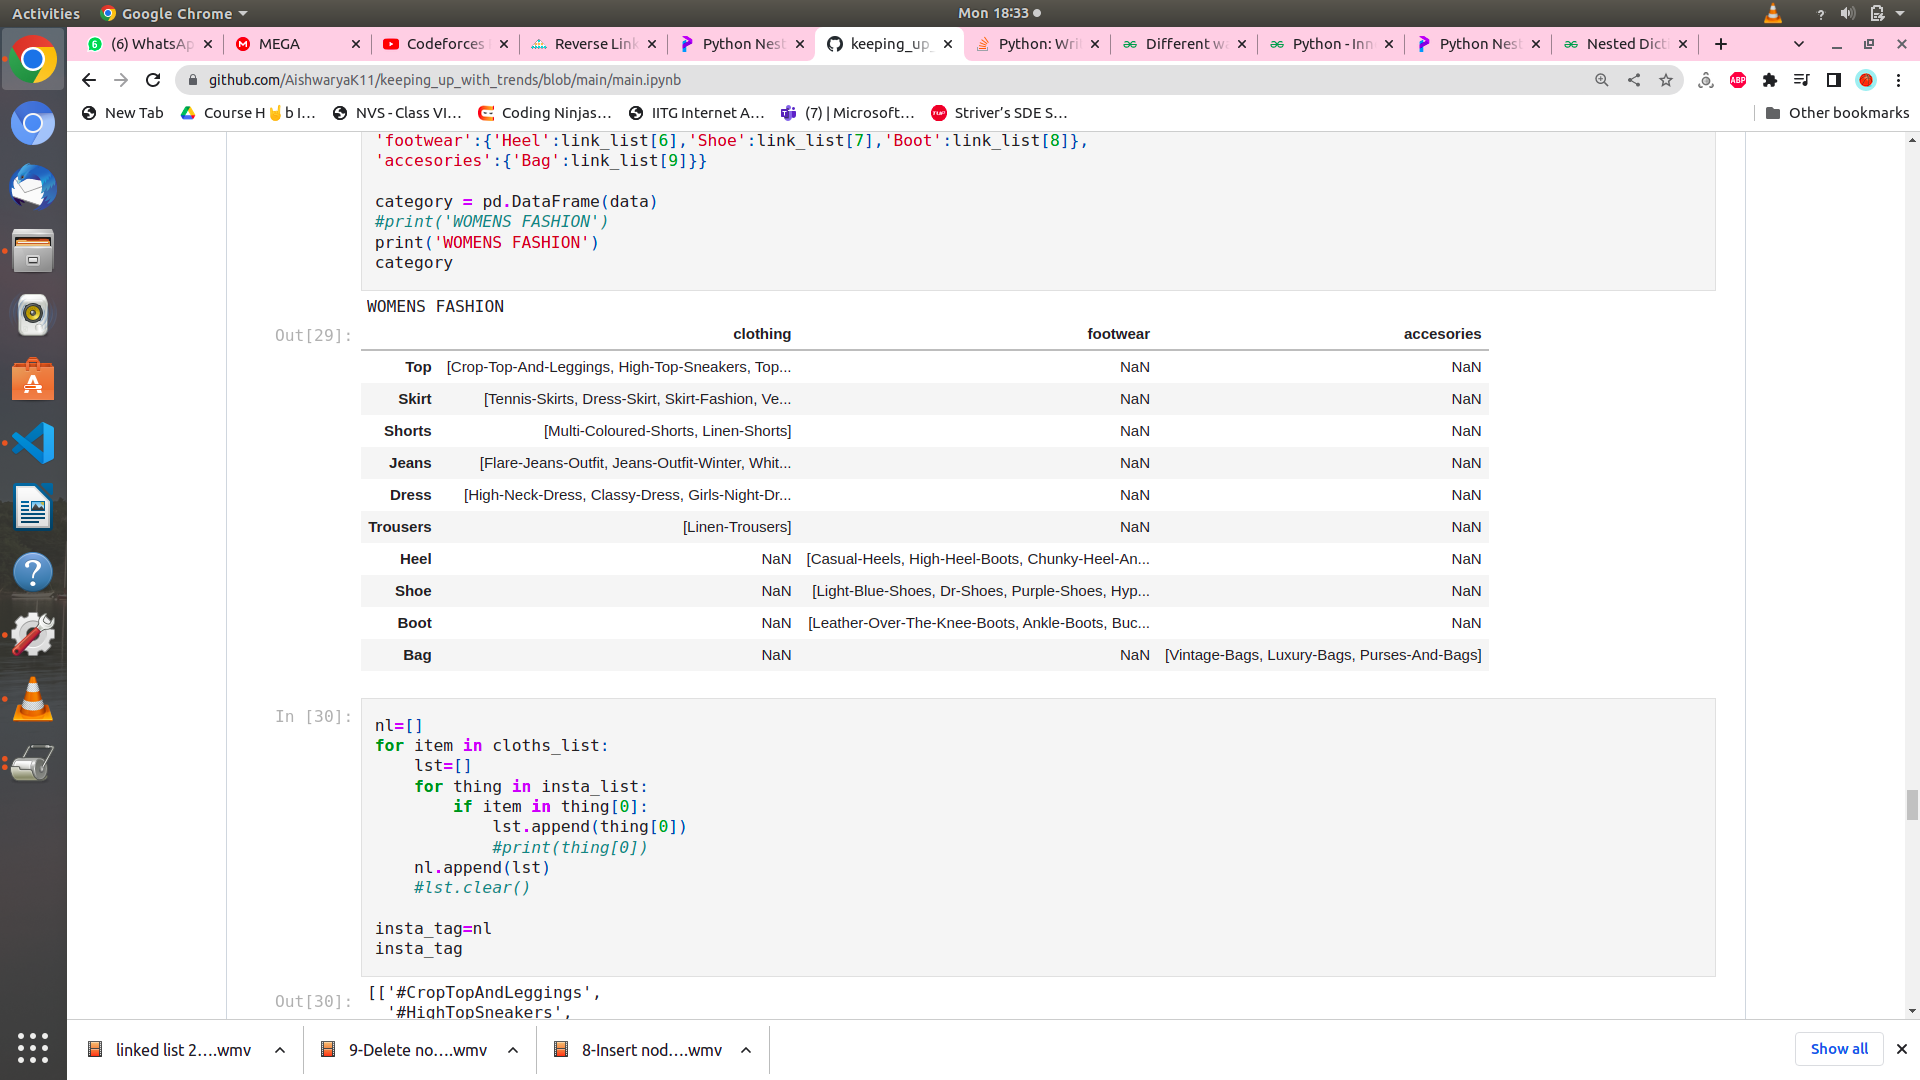 Activities
Google Chrome
Mon 18:33
(6) WhatsAp
MEGA
Codeforces
Reverse Link
Python Nest
keeping_up_
Python: Wri
Different wa
Python - Inn
Python Nest
Nested Dict
github.com/AishwaryaK11/keeping_up_with_trends/blob/main/main.ipynb
New Tab
Course H🤘b I...
NVS - Class VI...
Coding Ninjas...
IITG Internet A...
(7) | Microsoft...
Striver's SDE S...
Other bookmarks
'footwear':{'Heel':link_list[6],'Shoe':link_list[7],'Boot':link_list[8]},
'accesories':{'Bag':link_list[9]}}
category = pd.DataFrame(data)
#print('WOMENS FASHION')
print('WOMENS FASHION')
category
WOMENS FASHION
Out[29]:
clothing footwear accesories
Top [Crop-Top-And-Leggings, High-Top-Sneakers, Top... NaN NaN
Skirt [Tennis-Skirts, Dress-Skirt, Skirt-Fashion, Ve... NaN NaN
Shorts [Multi-Coloured-Shorts, Linen-Shorts] NaN NaN
Jeans [Flare-Jeans-Outfit, Jeans-Outfit-Winter, Whit... NaN NaN
Dress [High-Neck-Dress, Classy-Dress, Girls-Night-Dr... NaN NaN
Trousers [Linen-Trousers] NaN NaN
Heel NaN [Casual-Heels, High-Heel-Boots, Chunky-Heel-An... NaN
Shoe NaN [Light-Blue-Shoes, Dr-Shoes, Purple-Shoes, Hyp... NaN
Boot NaN [Leather-Over-The-Knee-Boots, Ankle-Boots, Buc... NaN
Bag NaN NaN [Vintage-Bags, Luxury-Bags, Purses-And-Bags]
In [30]:
nl=[]
for item in cloths_list:
    lst=[]
    for thing in insta_list:
        if item in thing[0]:
            lst.append(thing[0])
            #print(thing[0])
    nl.append(lst)
    #lst.clear()
insta_tag=nl
insta_tag
Out[30]:
[['#CropTopAndLeggings',
'#HighTopSneakers',
linked list 2....wmv
9-Delete no....wmv
8-Insert nod....wmv
Show all